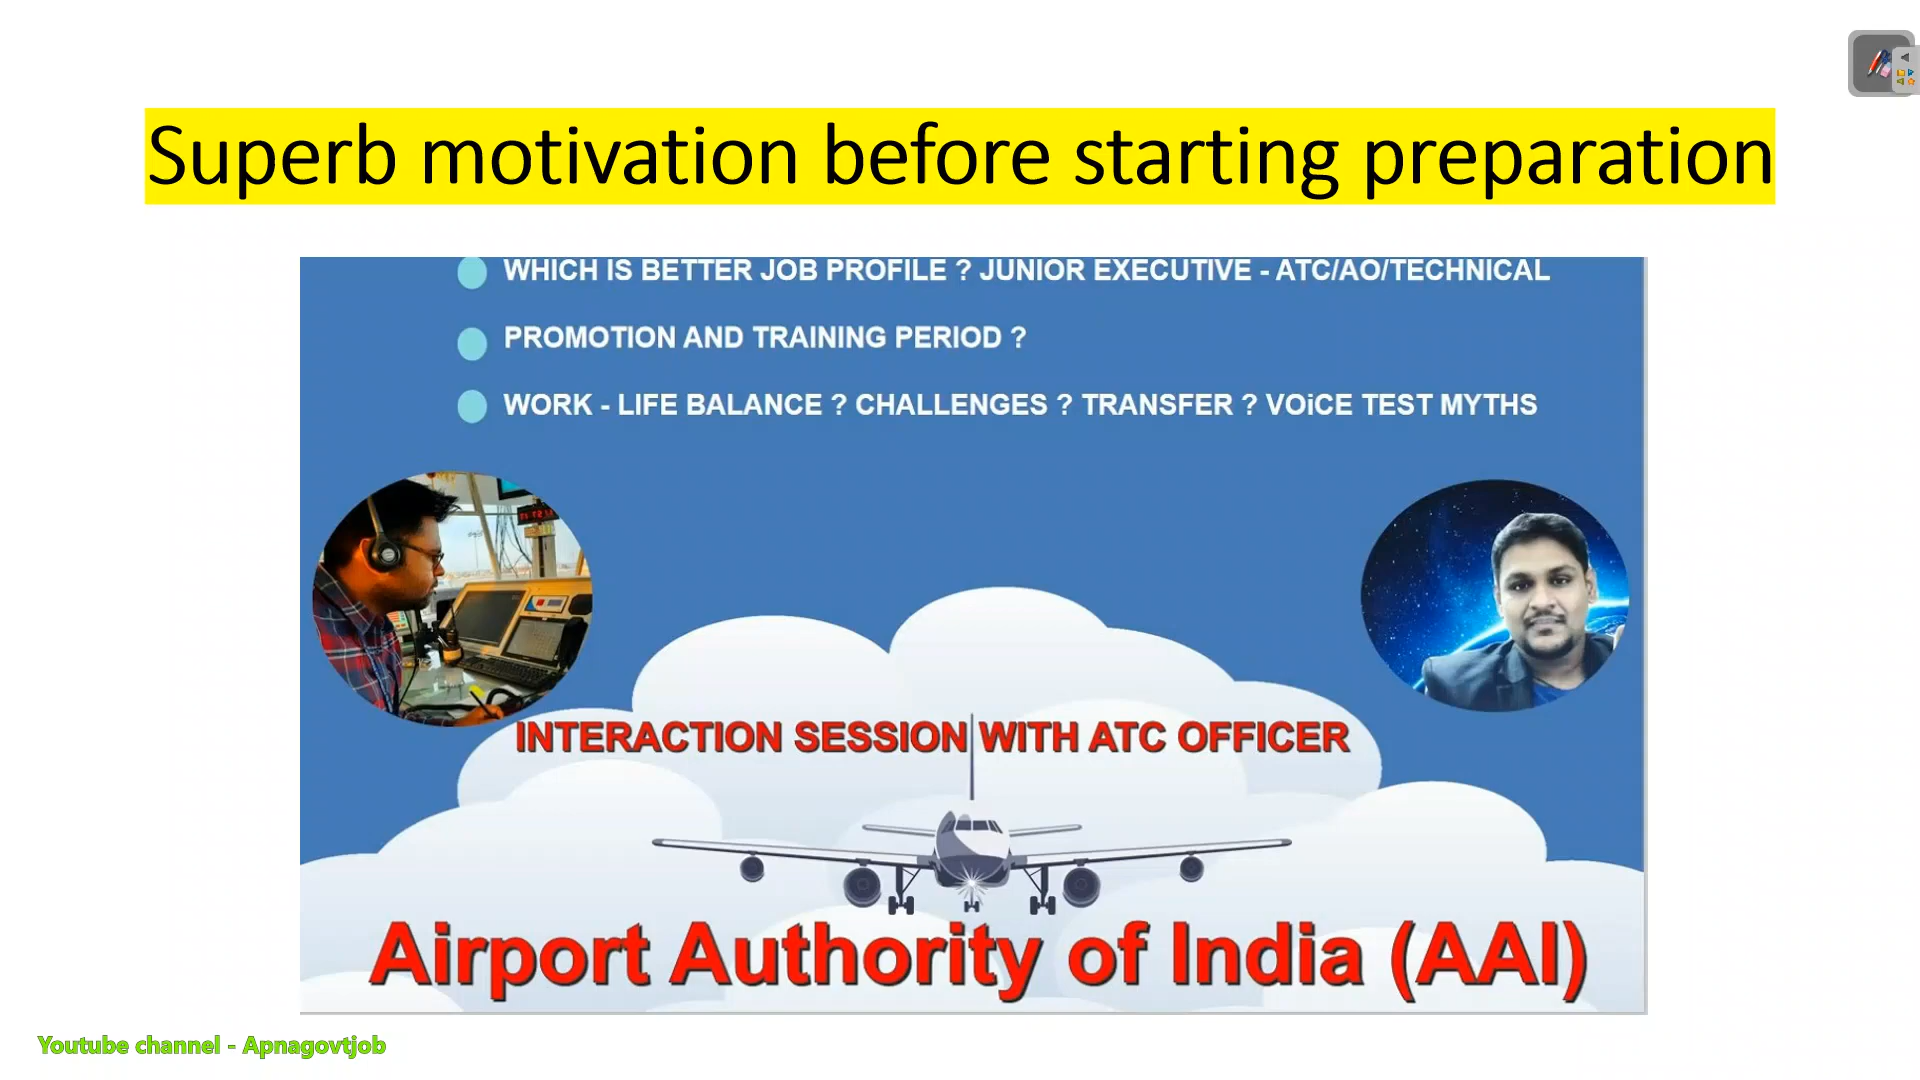 Superb motivation before starting preparation
WHICH IS BETTER JOB PROFILE ? JUNIOR EXECUTIVE - ATC/AO/TECHNICAL
PROMOTION AND TRAINING PERIOD ?
WORK - LIFE BALANCE ? CHALLENGES ? TRANSFER ? VOiCE TEST MYTHS
INTERACTION SESSION WITH ATC OFFICER
Airport Authority of India (AAI)
Youtube channel - Apnagovtjob